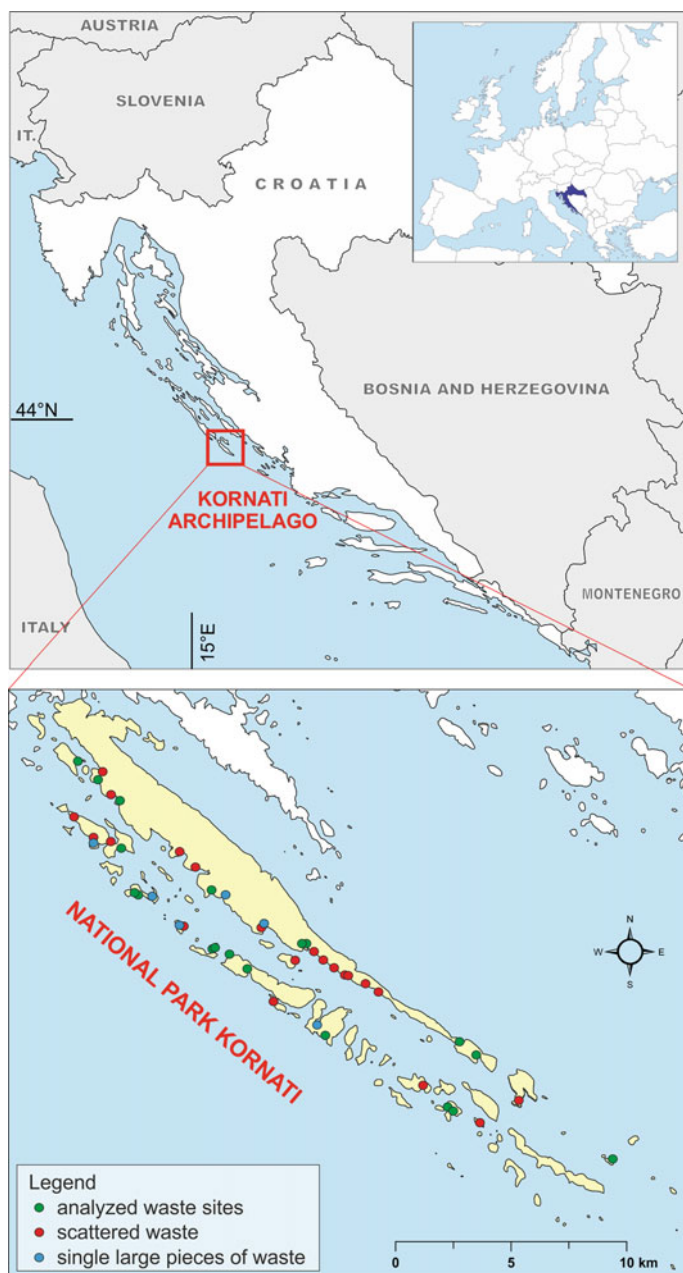 AUSTRIA
SLOVENIA
IT.
CROATIA
BOSNIA AND HERZEGOVINA
44°N
KORNATI
ARCHIPELAGO
MONTENEGRO
ITALY
15°E
NATIONAL PARK KORNATI
N
W
E
S
Legend
analyzed waste sites
scattered waste
single large pieces of waste
0
5
10 km